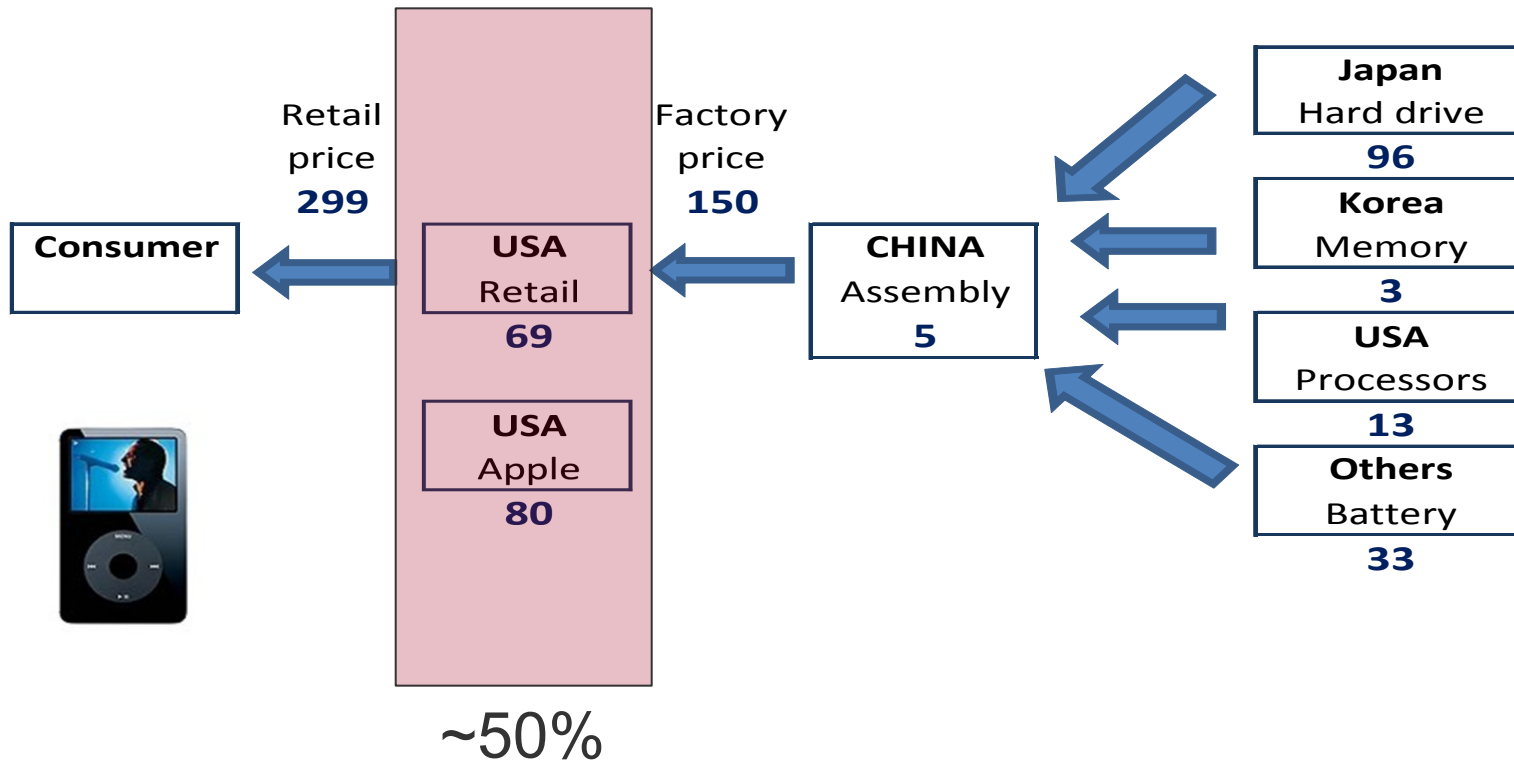 Consumer
Retail
price
299
USA
Retail
69
USA
Apple
80
~50%
Factory
price
150
CHINA
Assembly
5
Japan
Hard drive
96
Korea
Memory
3
USA
Processors
13
Others
Battery
33
MENU